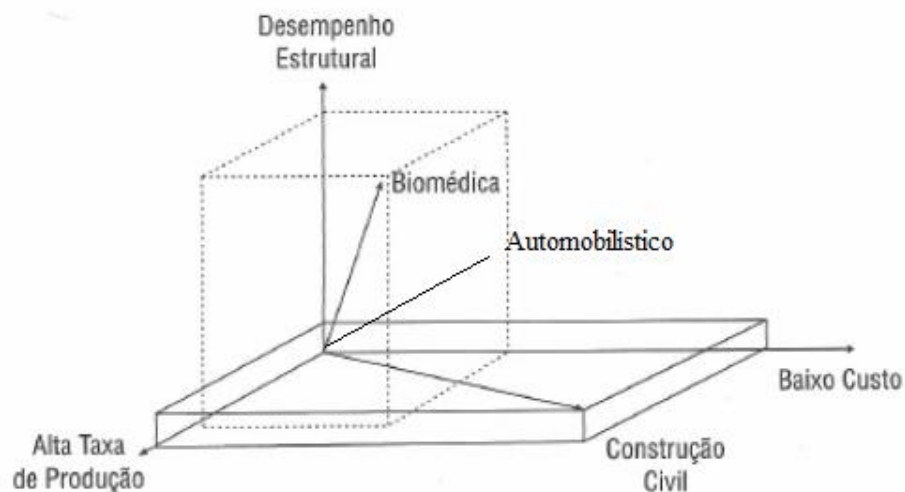 Desempenho
Estrutural
Biomédica
Automobilistico
Baixo Custo
Alta Taxa
de Produção
Construção
Civil